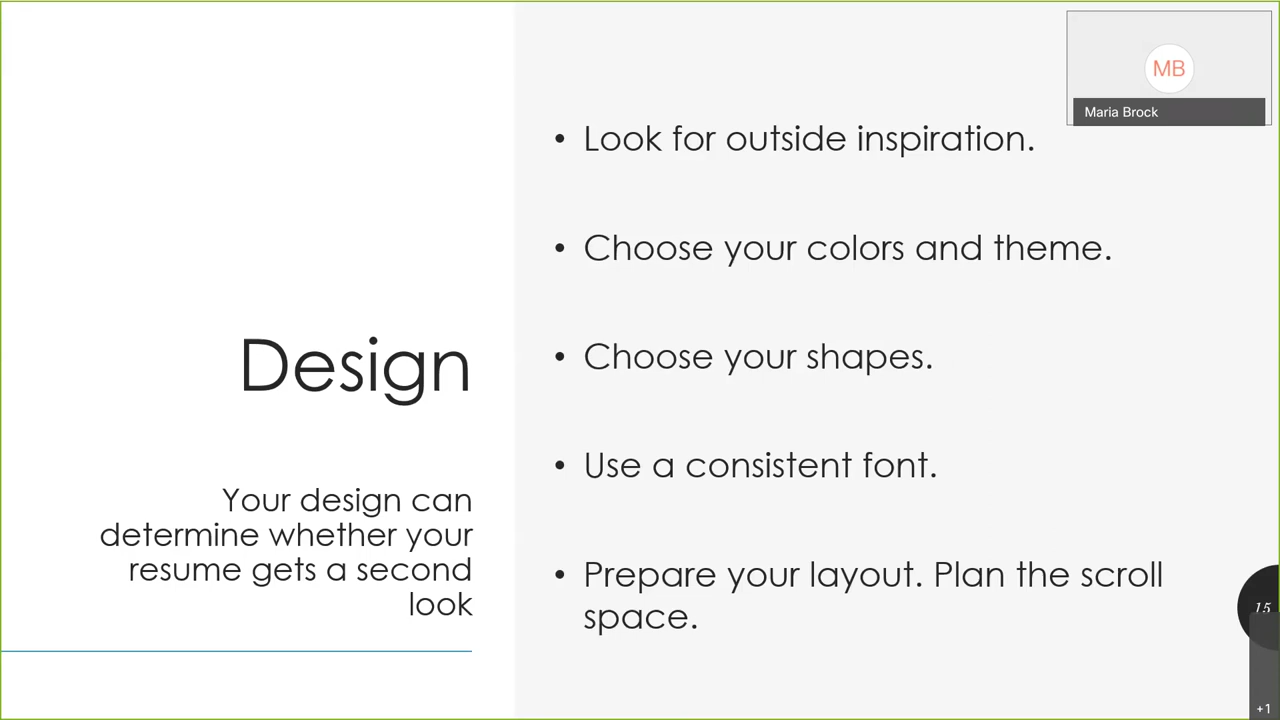 Design
Your design can
determine whether your
resume gets a second
look
• Look for outside inspiration.
• Choose your colors and theme.
• Choose your shapes.
• Use a consistent font.
• Prepare your layout. Plan the scroll
space.
MB
Maria Brock
15
+1